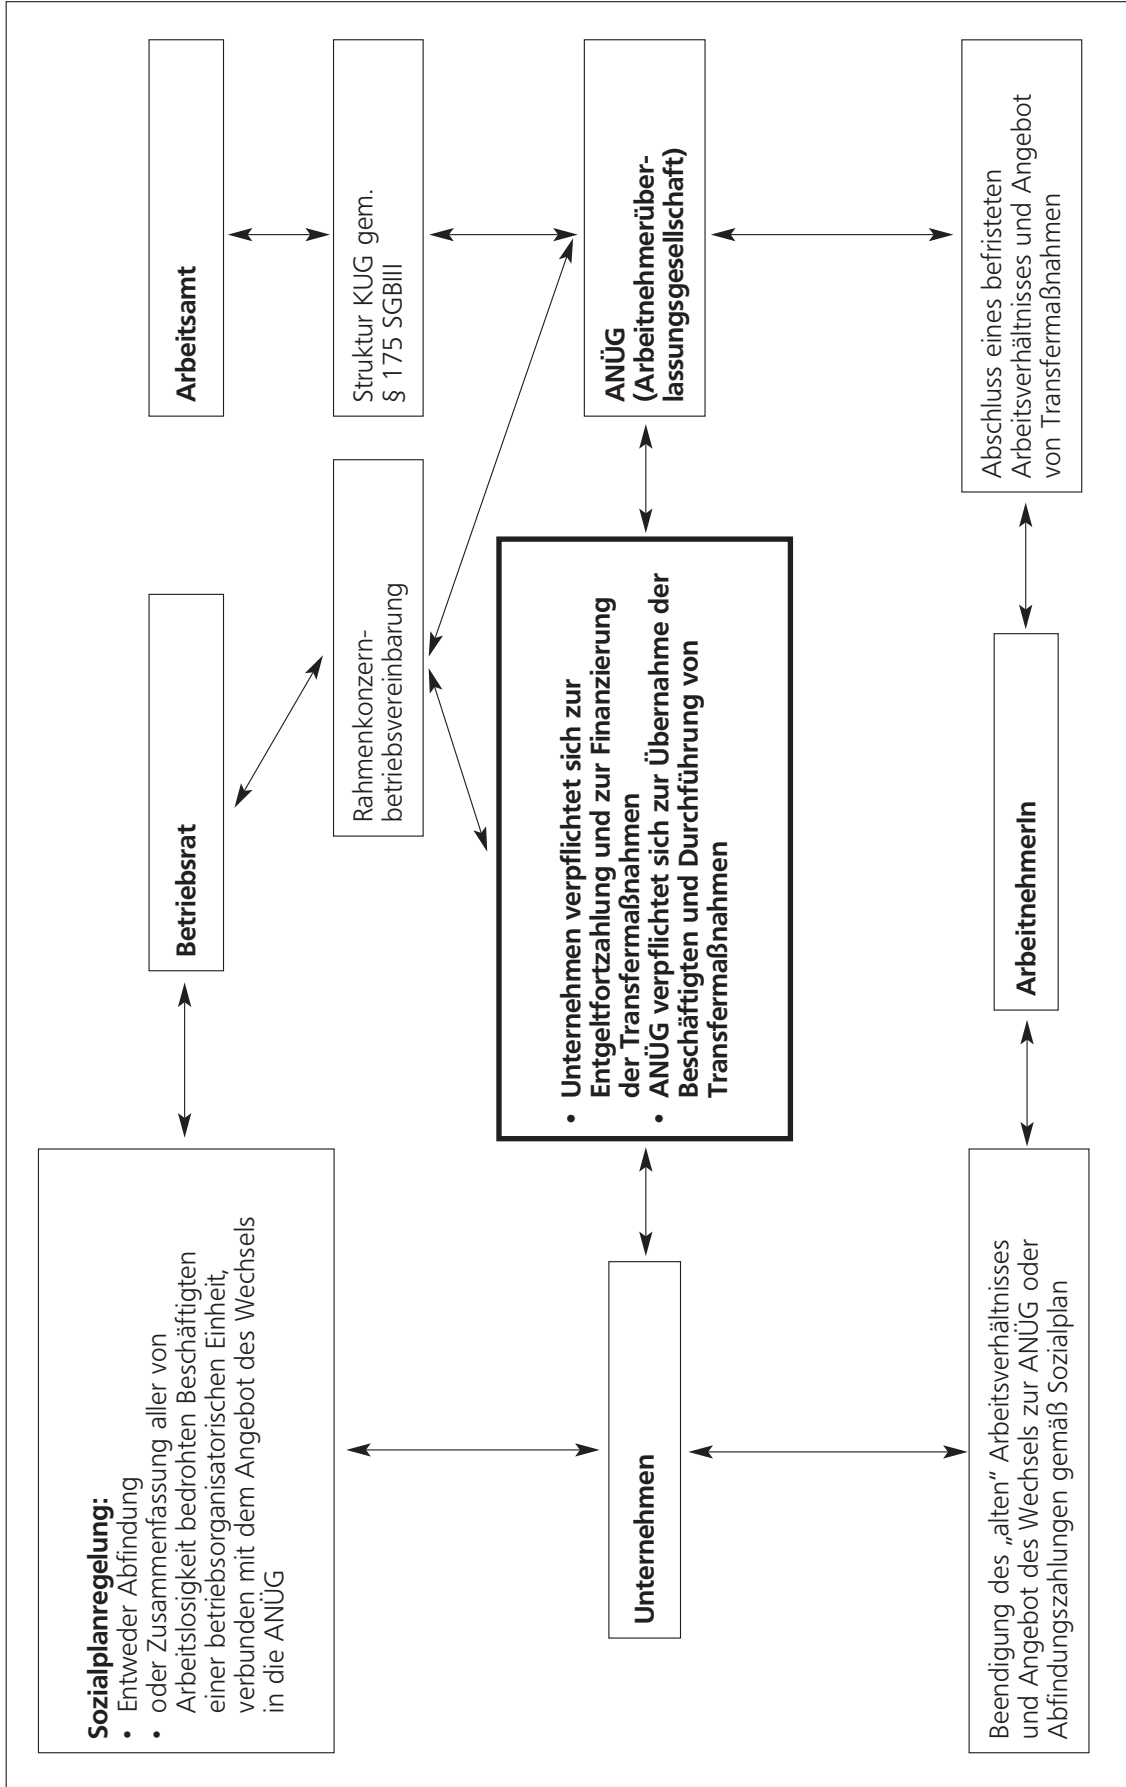 Sozialplanregelung:
• Entweder Abfindung
• oder Zusammenfassung aller von
Arbeitslosigkeit bedrohten Beschäftigten
einer betriebsorganisatorischen Einheit,
verbunden mit dem Angebot des Wechsels
in die ANÜG
Betriebsrat
Arbeitsamt
Rahmenkonzern-
betriebsvereinbarung
Struktur KUG gem.
§ 175 SGBIII
Unternehmen
• Unternehmen verpflichtet sich zur
Entgeltfortzahlung und zur Finanzierung
der Transfermaßnahmen
• ANÜG verpflichtet sich zur Übernahme der
Beschäftigten und Durchführung von
Transfermaßnahmen
ANÜG
(Arbeitnehmerüber-
lassungsgesellschaft)
Beendigung des „alten“ Arbeitsverhältnisses
und Angebot des Wechsels zur ANÜG oder
Abfindungszahlungen gemäß Sozialplan
ArbeitnehmerIn
Abschluss eines befristeten
Arbeitsverhältnisses und Angebot
von Transfermaßnahmen